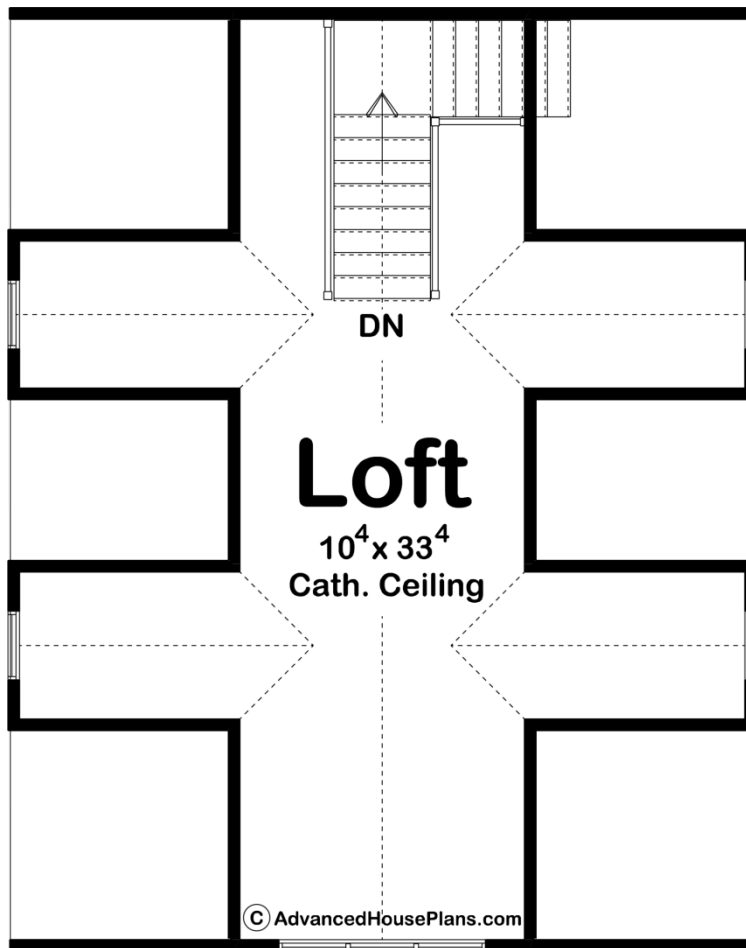 DN
Loft
10⁴ x 33⁴
Cath. Ceiling
© AdvancedHousePlans.com